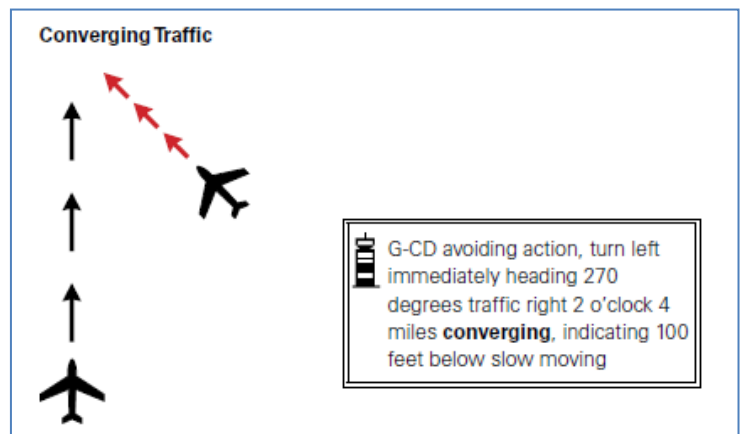 Converging Traffic
G-CD avoiding action, turn left
immediately heading 270
degrees traffic right 2 o’clock 4
miles converging, indicating 100
feet below slow moving